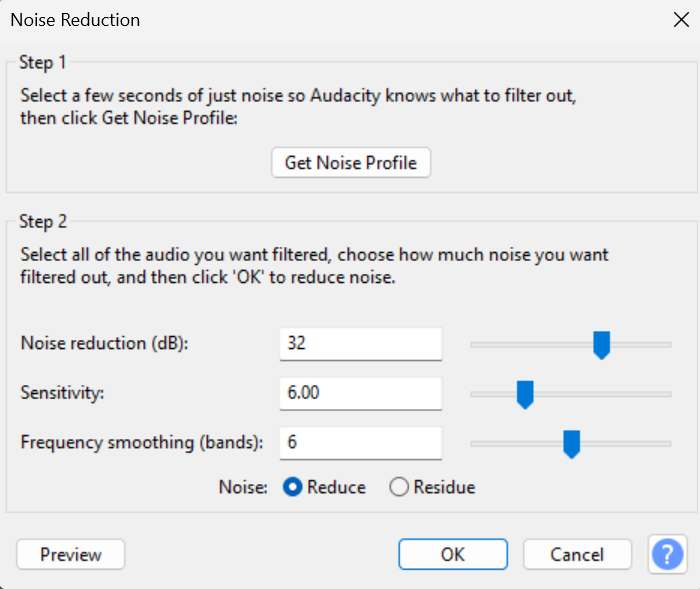 Noise Reduction
Step 1
Select a few seconds of just noise so Audacity knows what to filter out,
then click Get Noise Profile:
Get Noise Profile
Step 2
Select all of the audio you want filtered, choose how much noise you want
filtered out, and then click 'OK' to reduce noise.
Noise reduction (dB): 32
Sensitivity: 6.00
Frequency smoothing (bands): 6
Noise: Reduce Residue
Preview OK Cancel ?